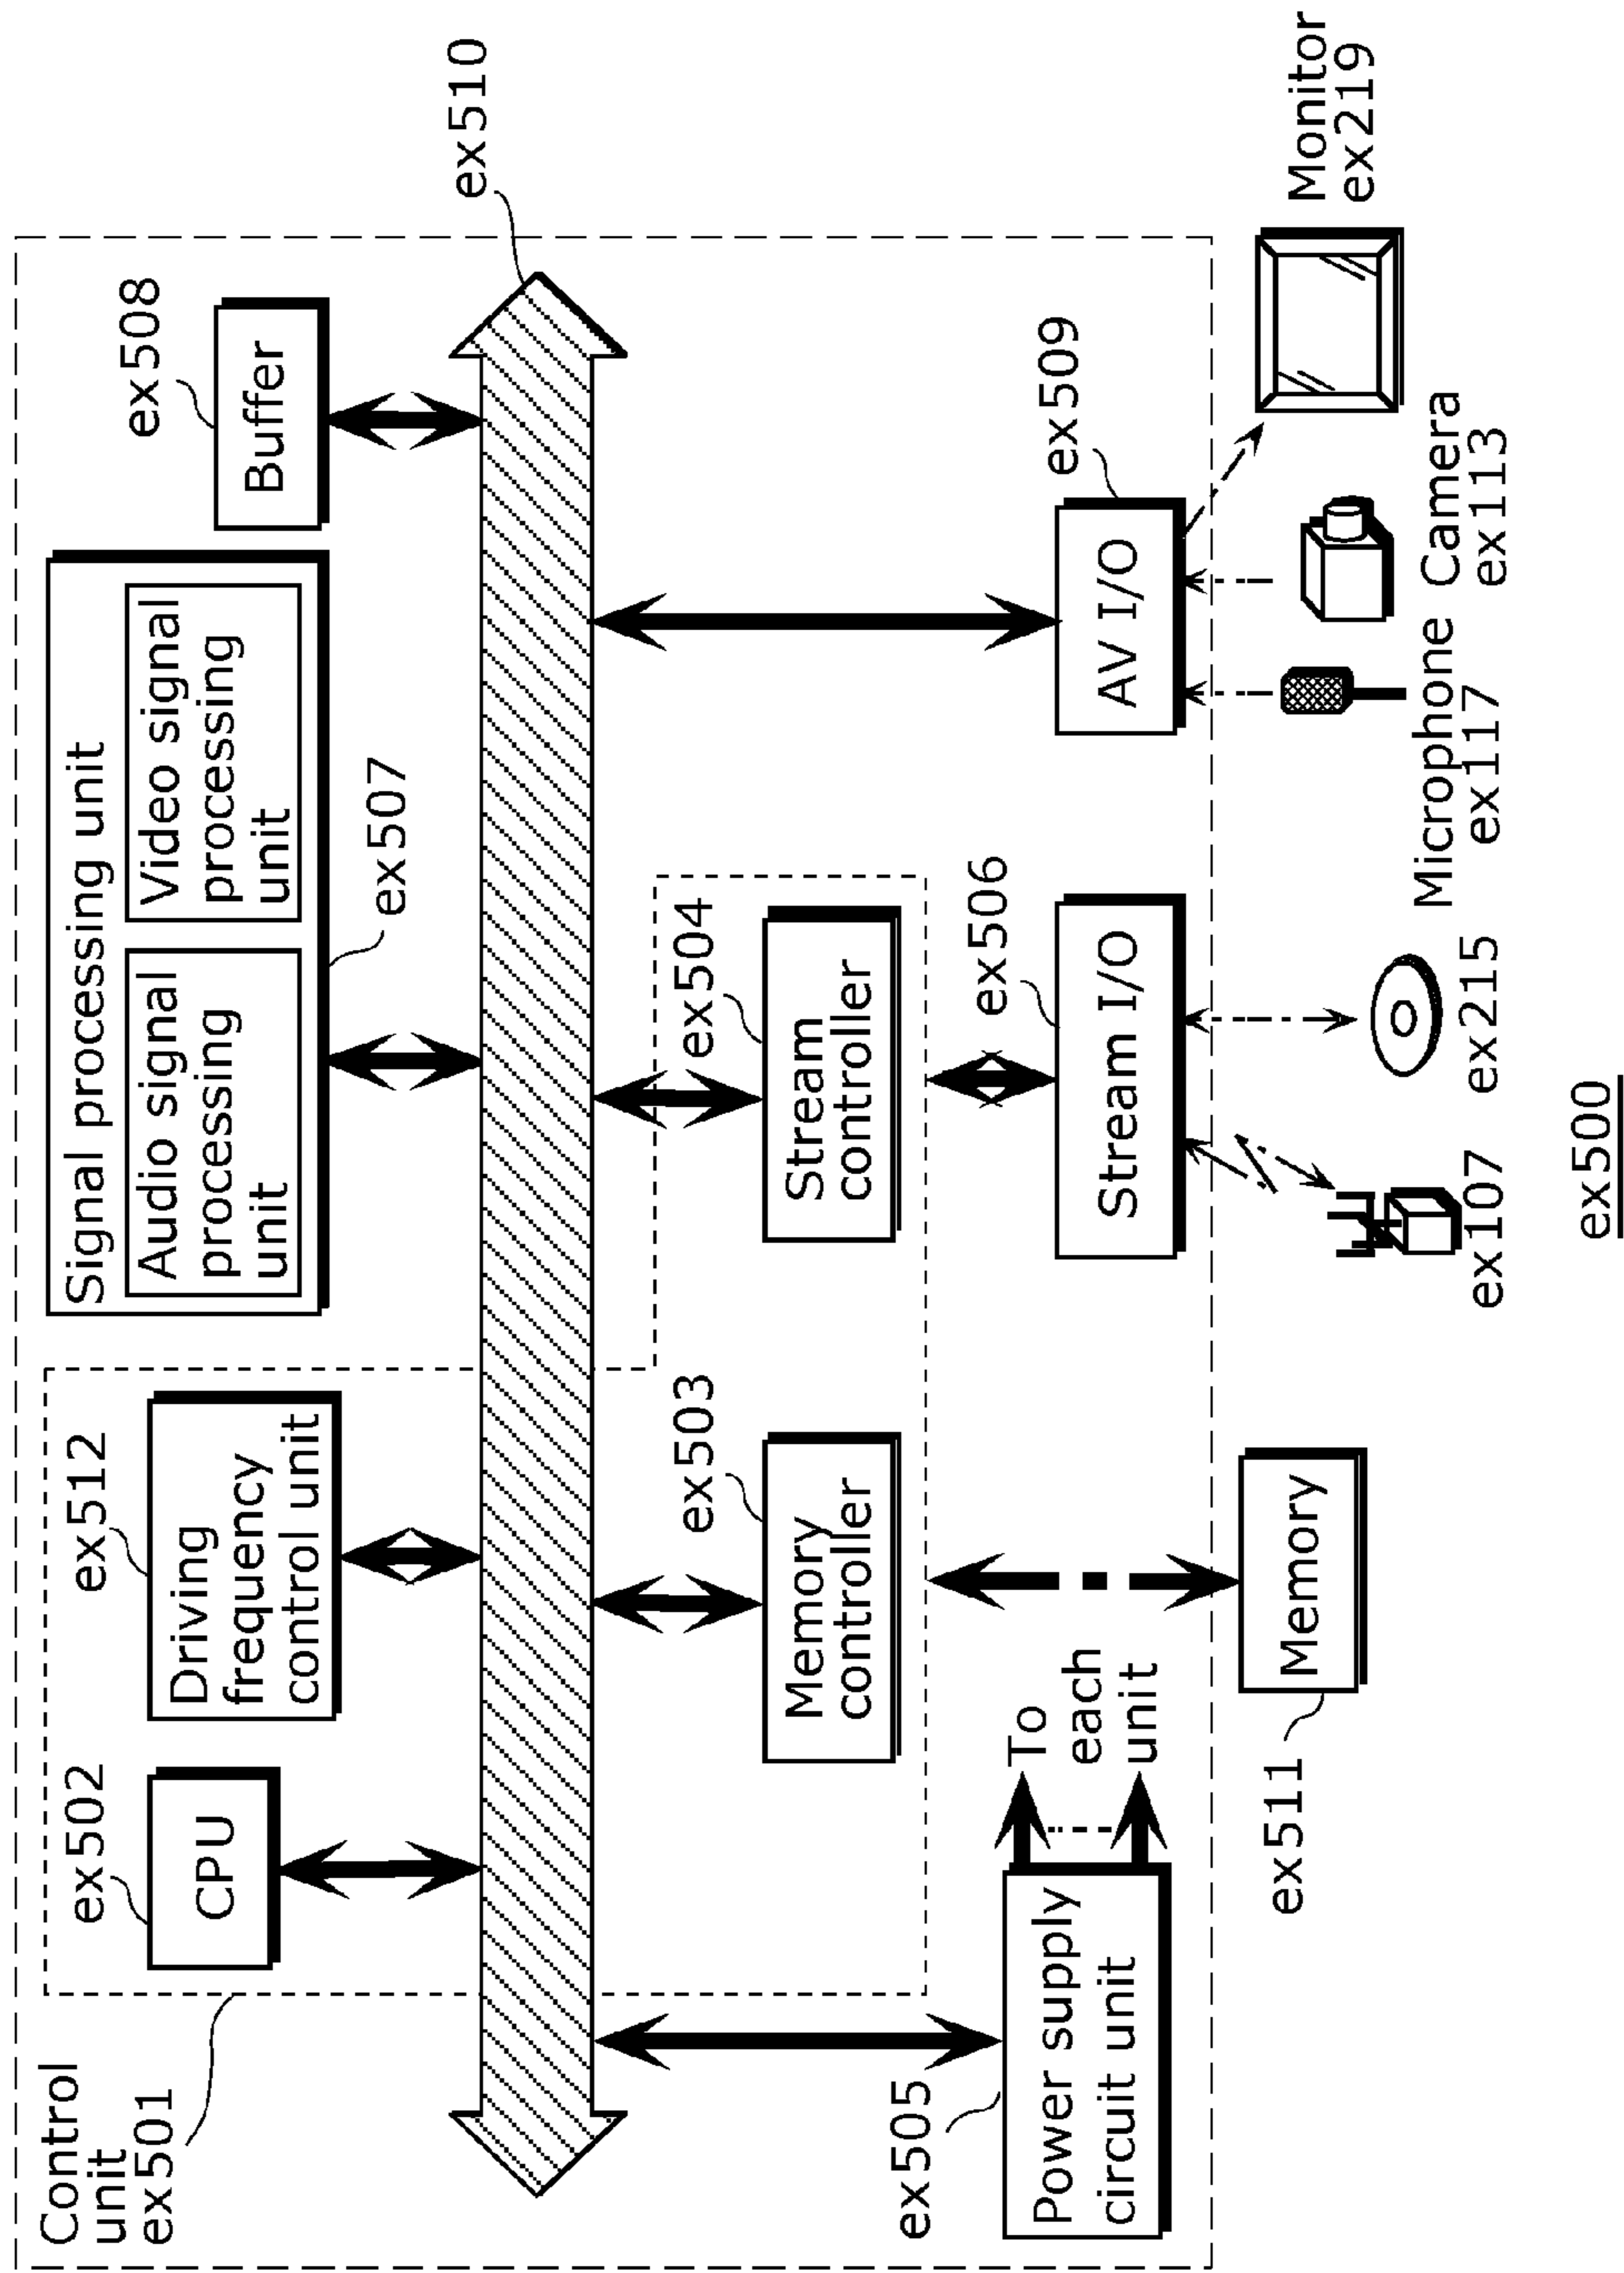 Control
unit
ex501
ex502
CPU
ex512
Driving
frequency
control unit
Signal processing unit
Audio signal
processing
unit
Video signal
processing
unit
ex507
ex508
Buffer
ex510
ex503
Memory
controller
ex504
Stream
controller
ex505
Power supply
circuit unit
To
each
unit
ex506
Stream I/O
ex509
AV I/O
ex511
Memory
ex107
ex215
Microphone
ex117
Camera
ex113
Monitor
ex219
ex500